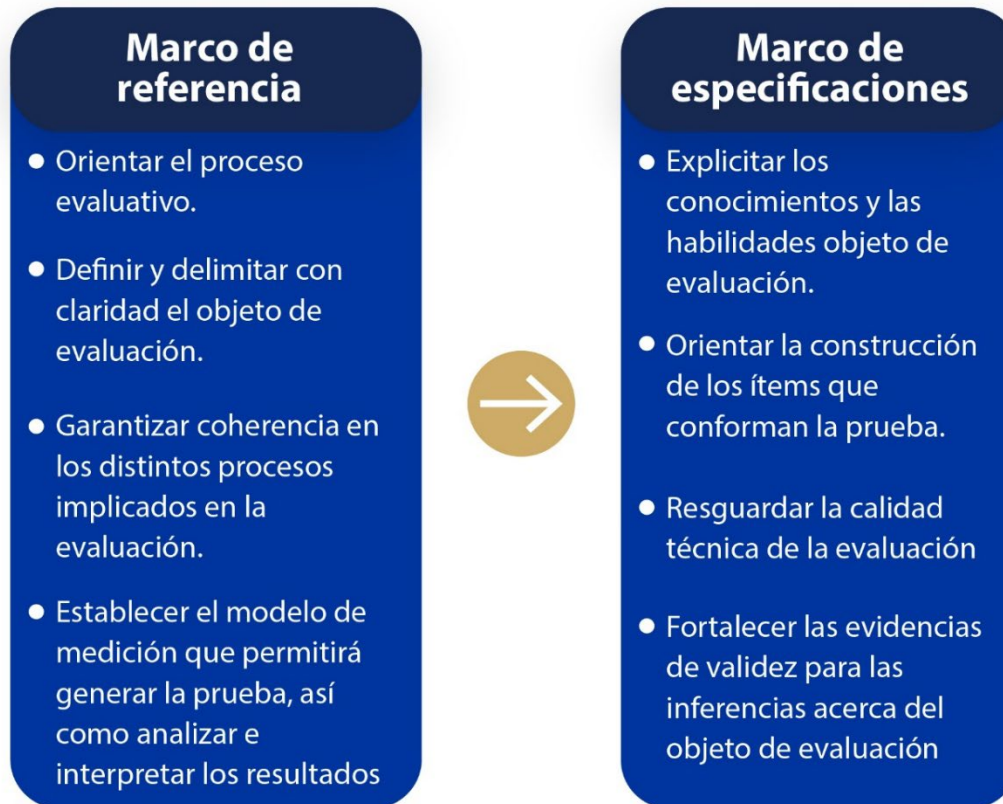 Marco de
referencia
Orientar el proceso
evaluativo.
Definir y delimitar con
claridad el objeto de
evaluación.
Garantizar coherencia en
los distintos procesos
implicados en la
evaluación.
Establecer el modelo de
medición que permitirá
generar la prueba, así
como analizar e
interpretar los resultados
Marco de
especificaciones
Explicitar los
conocimientos y las
habilidades objeto de
evaluación.
Orientar la construcción
de los ítems que
conforman la prueba.
Resguardar la calidad
técnica de la evaluación
Fortalecer las evidencias
de validez para las
inferencias acerca del
objeto de evaluación